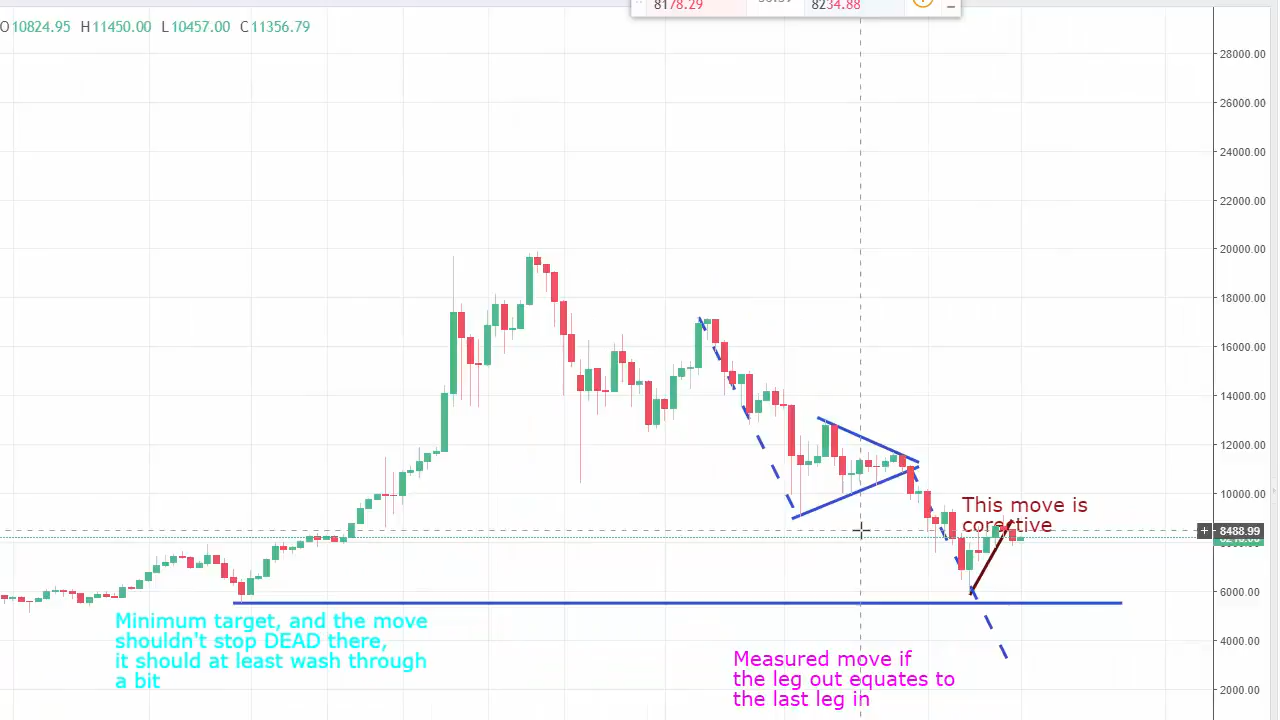 8178.29
8234.88
O10824.95 H11450.00 L10457.00 C11356.79
28000.00
26000.00
24000.00
22000.00
20000.00
18000.00
16000.00
14000.00
12000.00
10000.00
This move is
corective
8488.99
6000.00
Minimum target, and the move
shouldn't stop DEAD there,
it should at least wash through
a bit
4000.00
Measured move if
the leg out equates to
the last leg in
2000.00